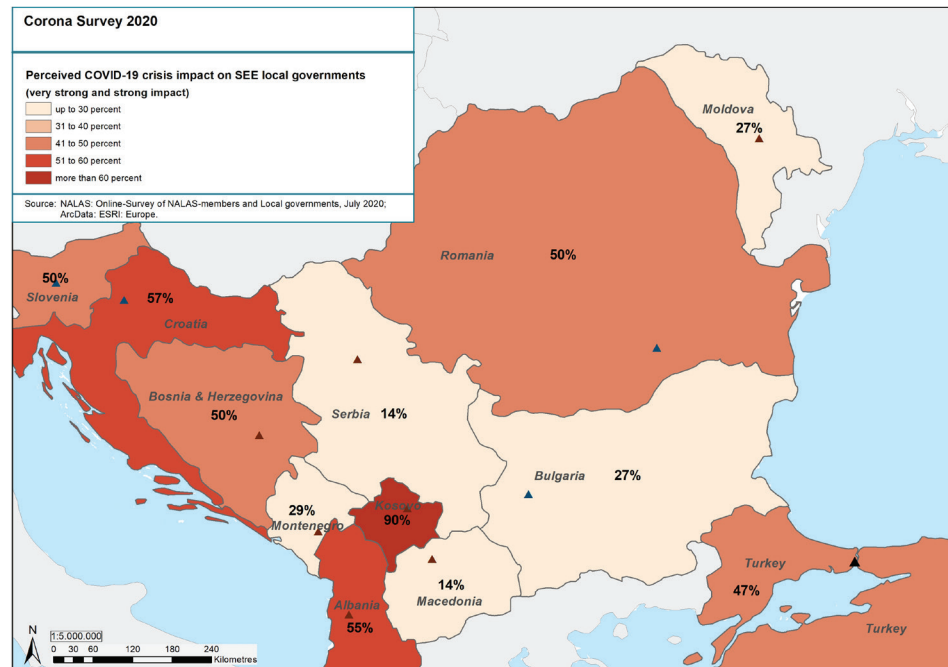 Corona Survey 2020
Perceived COVID-19 crisis impact on SEE local governments
(very strong and strong impact)
up to 30 percent
31 to 40 percent
41 to 50 percent
51 to 60 percent
more than 60 percent
Source: NALAS: Online-Survey of NALAS-members and Local governments, July 2020;
ArcData: ESRI: Europe.
Moldova
27%
Romania
50%
50%
Slovenia
57%
Croatia
Bosnia & Herzegovina
50%
Serbia
14%
Bulgaria
27%
29%
Montenegro
Kosovo
90%
14%
Macedonia
Albania
55%
Turkey
47%
Turkey
N
1:5.000.000
0 30 60 120 180 240
Kilometres